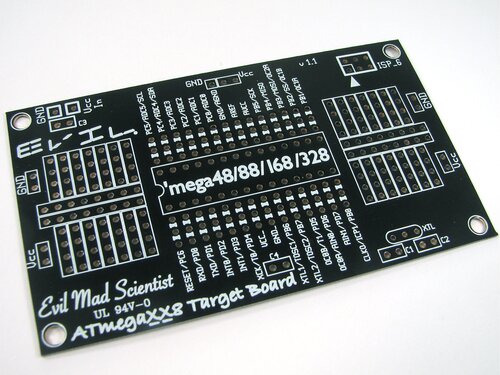 v 1.1
ISP_6
GND
Vcc
GND
Vcc
In
C3
PC5/ADC5/SCL
PC4/ADC4/SDA
PC3/ADC3
PC2/ADC2
PC1/ADC1
PC0/ADC0
GND/AGND
AREF
PB5/SCK
PB4/MISO
PB3/MOSI/OC2A
PB2/SS/OC1B
PB1/OC1A
EVIL
GND
GND
mega48/88/168/328
Vcc
Vcc
RESET/PC6
RXD/PD0
TXD/PD1
INT0/PD2
INT1/PD3
XCK/T0/PD4
VCC
GND
XTL1/TOSC1/PB6
XTL2/TOSC2/PB7
OC0B/T1/PD5
OC0A/AIN0/PD6
AIN1/PD7
CLKO/ICP1/PB0
XTL
C1
C2
Evil Mad Scientist
UL 94V-0
ATmegaXX8 Target Board